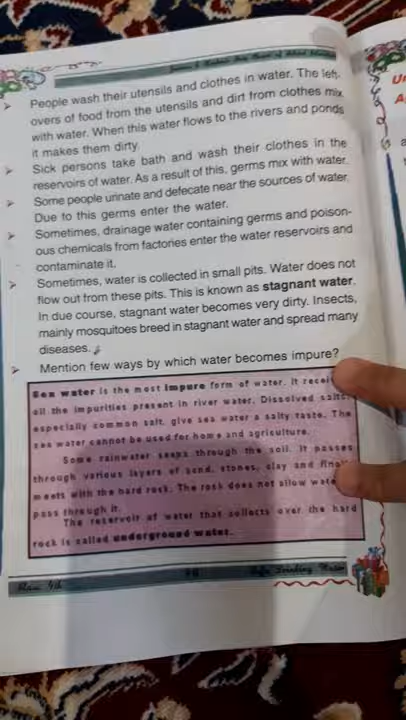 People wash their utensils and clothes in water. The left-
overs of food from the utensils and dirt from clothes mix
with water. When this water flows to the rivers and ponds
it makes them dirty.
Sick persons take bath and wash their clothes in the
reservoirs of water. As a result of this, germs mix with water.
Some people urinate and defecate near the sources of water.
Due to this germs enter the water.
Sometimes, drainage water containing germs and poison-
ous chemicals from factories enter the water reservoirs and
contaminate it.
Sometimes, water is collected in small pits. Water does not
flow out from these pits. This is known as stagnant water.
In due course, stagnant water becomes very dirty. Insects,
mainly mosquitoes breed in stagnant water and spread many
diseases.
Mention few ways by which water becomes impure?
Sea water is the most impure form of water. It
all the impurities present in river water. Dissolved salts,
especially common salt, give sea water a salty taste. The
sea water cannot be used for home and agriculture.
Some rainwater seeps through the soil. It passes
through various layers of sand, stones, clay and
meets with the hard rock. The rock does not allow
pass through it.
The reservoir of water that collects over the hard
rock is called underground water.
Drinking Water